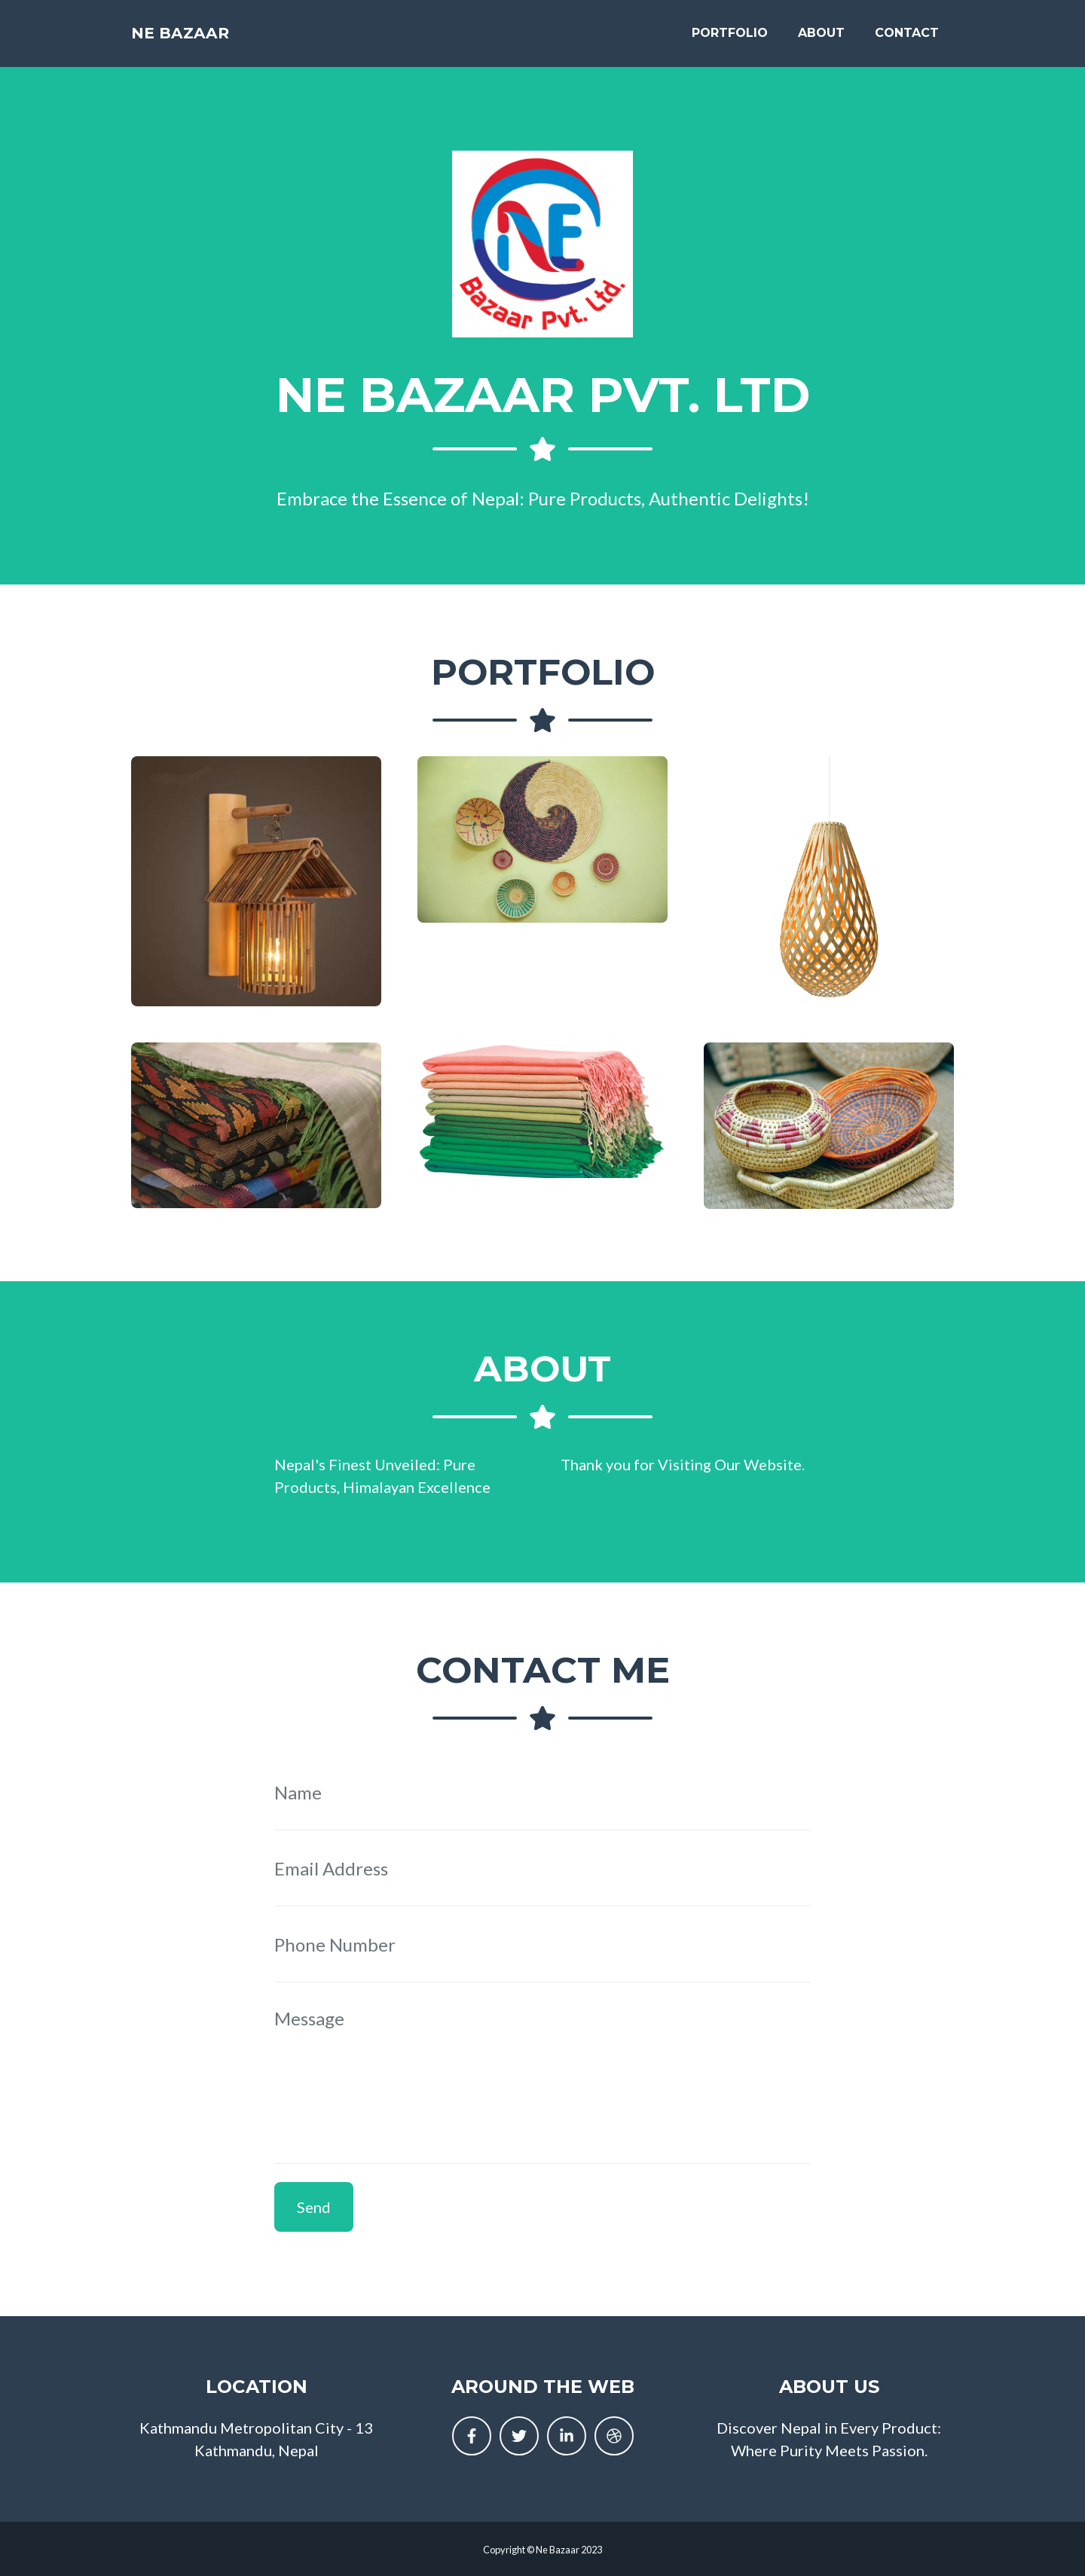 NE BAZAAR
PORTFOLIO ABOUT CONTACT
NE
Bazaar Pvt. Ltd.
NE BAZAAR PVT. LTD
Embrace the Essence of Nepal: Pure Products, Authentic Delights!
PORTFOLIO
ABOUT
Nepal's Finest Unveiled: Pure
Products, Himalayan Excellence
Thank you for Visiting Our Website.
CONTACT ME
Name
Email Address
Phone Number
Message
Send
LOCATION
Kathmandu Metropolitan City - 13
Kathmandu, Nepal
AROUND THE WEB
ABOUT US
Discover Nepal in Every Product:
Where Purity Meets Passion.
Copyright © Ne Bazaar 2023